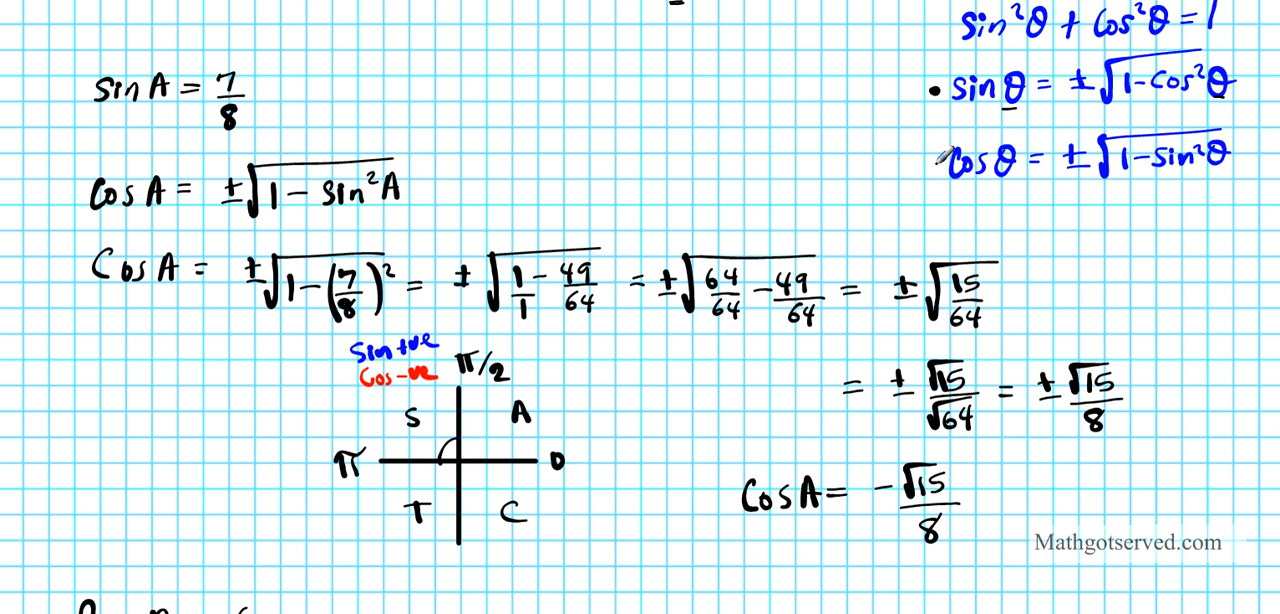 sin²θ + Cos²θ = 1
sin A = 7/8
• sin θ = ±√(1-Cos²θ)
Cos θ = ±√(1-sin²θ)
Cos A = ±√(1 - sin²A)
Cos A = ±√(1-(7/8)²) = ±√(1/1 - 49/64) = ±√(64/64 - 49/64) = ±√(15/64)
Sin +ve
Cos -ve
π/2
= ±√15/√64 = ±√15/8
S A
π 0
T C
Cos A = -√15/8
Mathgotserved.com